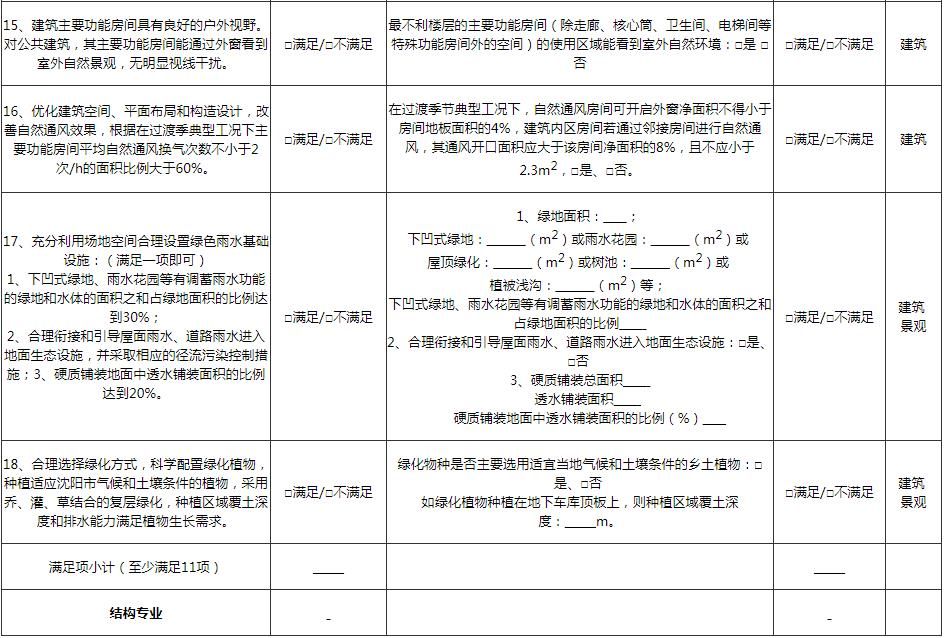 15、建筑主要功能房间具有良好的户外视野。
对公共建筑，其主要功能房间能通过外窗看到
室外自然景观，无明显视线干扰。
□满足/□不满足
最不利楼层的主要功能房间（除走廊、核心筒、卫生间、电梯间等
特殊功能房间外的空间）的使用区域能看到室外自然环境：□是 □
否
□满足/□不满足
建筑
16、优化建筑空间、平面布局和构造设计，改
善自然通风效果，根据在过渡季典型工况下主
要功能房间平均自然通风换气次数不小于2
次/h的面积比例大于60%。
□满足/□不满足
在过渡季节典型工况下，自然通风房间可开启外窗净面积不得小于
房间地板面积的4%，建筑内区房间若通过邻接房间进行自然通
风，其通风开口面积应大于该房间净面积的8%，且不应小于
2.3m²，□是、□否。
□满足/□不满足
建筑
17、充分利用场地空间合理设置绿色雨水基础
设施：（满足一项即可）
1、下凹式绿地、雨水花园等有调蓄雨水功能
的绿地和水体的面积之和占绿地面积的比例达
到30%；
2、合理衔接和引导屋面雨水、道路雨水进入
地面生态设施，并采取相应的径流污染控制措
施；3、硬质铺装地面中透水铺装面积的比例
达到20%。
□满足/□不满足
1、绿地面积：___；
下凹式绿地：_____（m²）或雨水花园：_____（m²）或
屋顶绿化：_____（m²）或树池：_____（m²）或
植被浅沟：_____（m²）等；
下凹式绿地、雨水花园等有调蓄雨水功能的绿地和水体的面积之和
占绿地面积的比例___
2、合理衔接和引导屋面雨水、道路雨水进入地面生态设施：□是、
□否
3、硬质铺装总面积___
透水铺装面积___
硬质铺装地面中透水铺装面积的比例（%）___
□满足/□不满足
建筑
景观
18、合理选择绿化方式，科学配置绿化植物，
种植适应沈阳市气候和土壤条件的植物，采用
乔、灌、草结合的复层绿化，种植区域覆土深
度和排水能力满足植物生长需求。
□满足/□不满足
绿化物种是否主要选用适宜当地气候和土壤条件的乡土植物：□
是、□否
如绿化植物种植在地下车库顶板上，则种植区域覆土深
度：____m。
□满足/□不满足
建筑
景观
满足项小计（至少满足11项）
____
____
结构专业
-
-